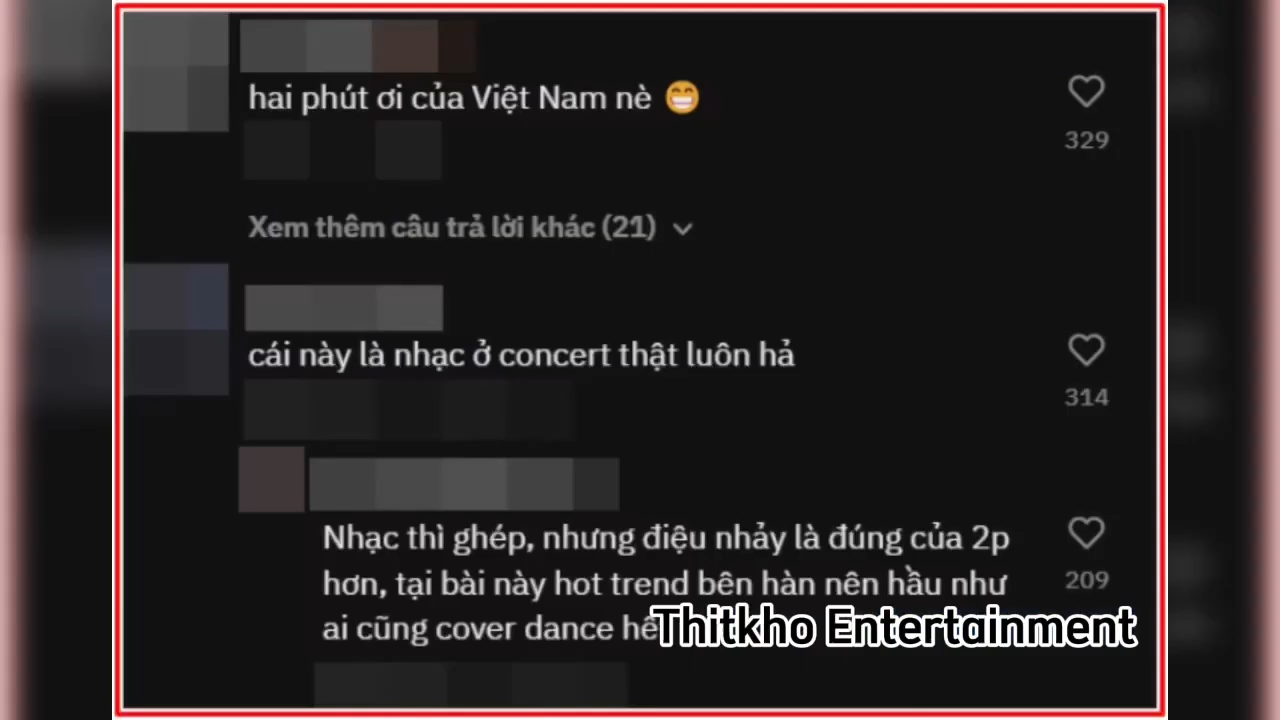 hai phút ơi của Việt Nam nè 😁
329
Xem thêm câu trả lời khác (21)
cái này là nhạc ở concert thật luôn hả
314
Nhạc thì ghép, nhưng điệu nhảy là đúng của 2p
hơn, tại bài này hot trend bên hàn nên hầu như
209
ai cũng cover dance hế
Thitkho Entertainment